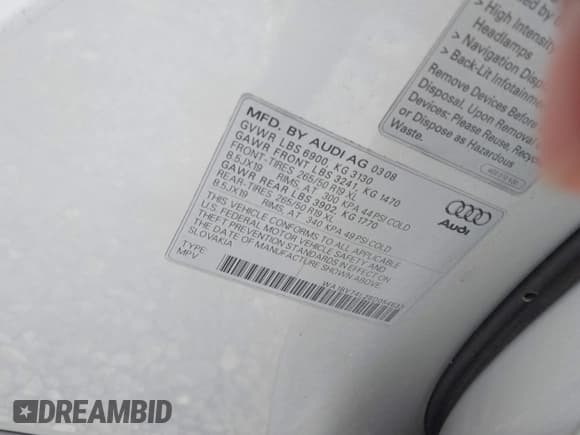 MFD. BY AUDI AG 03 08
GVWR LBS 6900, KG 3130
GAWR FRONT LBS 3241, KG 1470
FRONT-TIRES 265/50 R19 XL
8.5JX19 RIMS, AT 300 KPA 44 PSI COLD
GAWR REAR LBS 3902, KG 1770
REAR-TIRES 265/50 R19 XL
8.5JX19 RIMS, AT 340 KPA 49 PSI COLD
THIS VEHICLE CONFORMS TO ALL APPLICABLE
U.S. FEDERAL MOTOR VEHICLE SAFETY AND
THEFT PREVENTION STANDARDS IN EFFECT ON
THE DATE OF MANUFACTURE SHOWN ABOVE
SLOVAKIA
TYPE
MPV
Audi
> High Intensity
Headlamps
> Navigation Disp
> Back-Lit Infotainme
Remove Devices Before
Disposal. Upon Removal
Devices: Please Reuse, Recyc
or Dispose as Hazardous
Waste.
DREAMBID